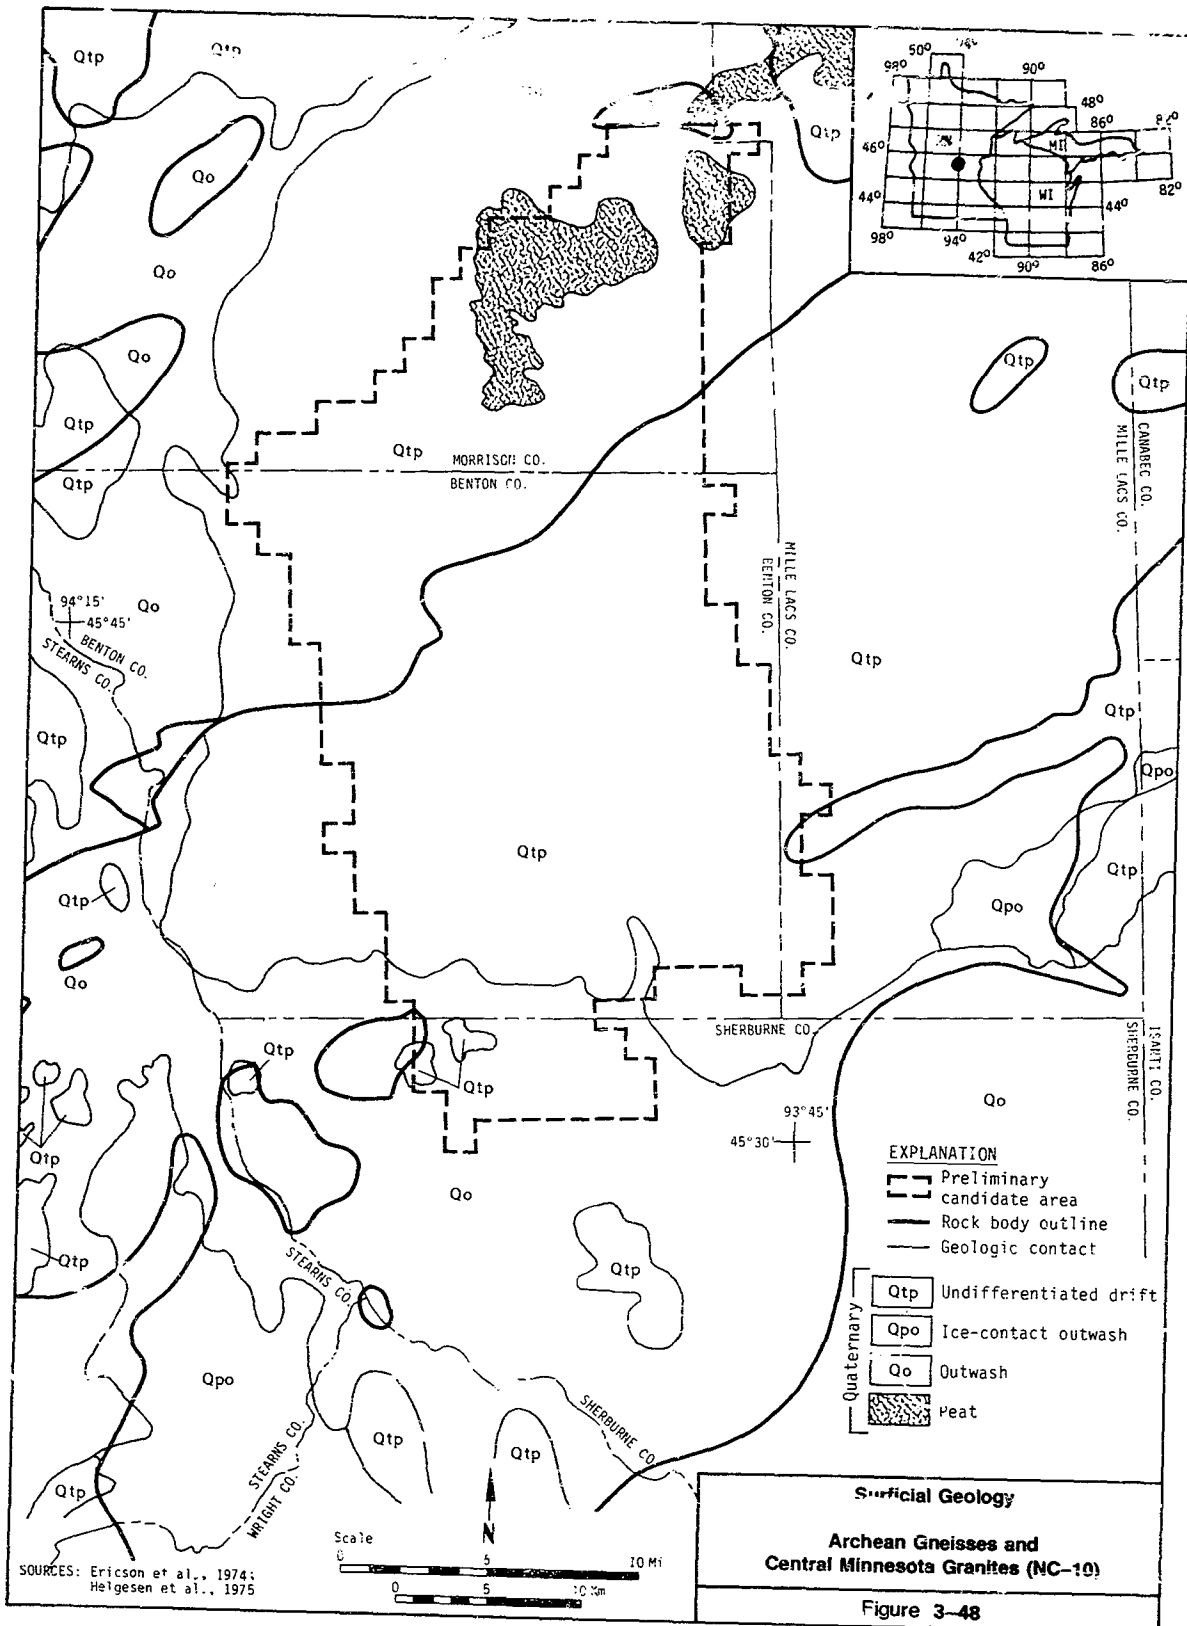 Qtp
Qtp
Qo
Qtp
Qo
Qo
Qtp
Qtp
Qtp
MORRISON CO.
BENTON CO.
Qtp
Qtp
CANABEC CO.
MILLE LACS CO.
MILLE LACS CO.
BENTON CO.
94°15'
45°45'
Qo
BENTON CO.
STEARNS CO.
Qtp
Qtp
Qtp
Qpo
Qtp
Qtp
Qtp
Qpo
Qo
SHERBURNE CO.
Qtp
Qtp
Qtp
ISANTI CO.
SHERBURNE CO.
Qo
93°45'
45°30'
Qo
Qtp
STEARNS CO.
Qtp
Qpo
Qtp
Qtp
SHERBURNE CO.
STEARNS CO.
WRIGHT CO.
Qtp
50°
98°
90°
48°
86°
46°
MI
82°
44°
WI
44°
98°
94°
42°
90°
86°
EXPLANATION
Preliminary
candidate area
Rock body outline
Geologic contact
Quaternary
Qtp Undifferentiated drift
Qpo Ice-contact outwash
Qo Outwash
Peat
N
Scale
0 5 10 Mi
0 5 10 Km
SOURCES: Ericson et al., 1974;
Helgesen et al., 1975
Surficial Geology
Archean Gneisses and
Central Minnesota Granites (NC-10)
Figure 3-48